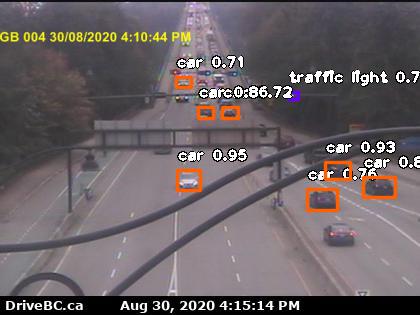 GB 004 30/08/2020 4:10:44 PM
car 0.71
traffic light 0.7
car 0.86.72
car 0.93
car 0.95
car 0.8
car 0.76
DriveBC.ca Aug 30, 2020 4:15:14 PM